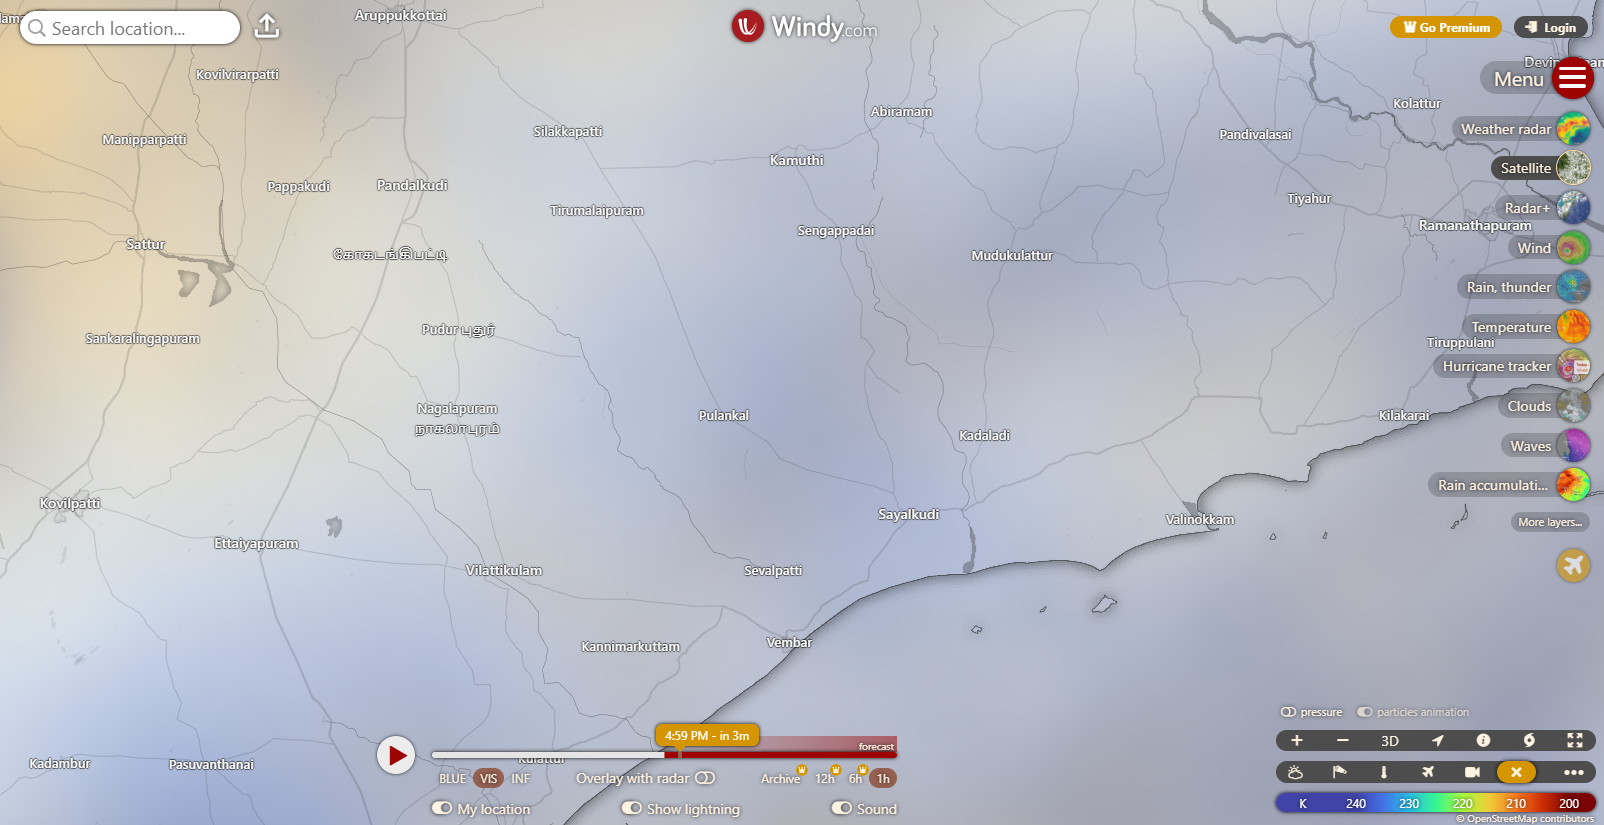 Aruppukkottai
Search location...
Windy.com
Go Premium
Login
Menu
Kovilvirarpatti
Abiramam
Kolattur
Manipparpatti
Silakkapatti
Pandivalasai
Weather radar
Kamuthi
Satellite
Pappakudi
Pandalkudi
Tirumalaipuram
Tiyahur
Radar+
Ramanathapuram
Sengappadai
Sattur
கோகடங்கிபட்டி
Mudukulattur
Wind
Rain, thunder
Pudur புதூர்
Temperature
Sankaralingapuram
Tiruppulani
Hurricane tracker
Nagalapuram
நாகலாபுரம்
Pulankal
Clouds
Kilakarai
Kadaladi
Waves
Rain accumulati...
Kovilpatti
Sayalkudi
Valinokkam
More layers...
Ettaiyapuram
Vilattikulam
Sevalpatti
Kannimarkuttam
Vembar
pressure
particles animation
4:59 PM - in 3m
forecast
3D
Kadambur
Pasuvanthanai
Kulattur
BLUE VIS INF
Overlay with radar
Archive 12h 6h 1h
My location
Show lightning
Sound
K 240 230 220 210 200
© OpenStreetMap contributors